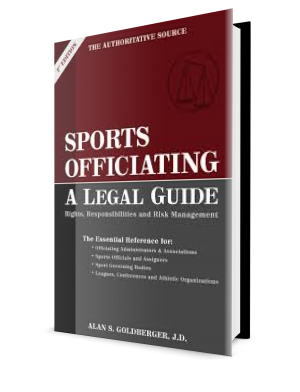 THE AUTHORITATIVE SOURCE
EDITION
SPORTS
OFFICIATING
A LEGAL GUIDE
Rights, Responsibilities and Risk Management
The Essential Reference for:
• Officiating Administrators & Associations
• Sports Officials and Assigners
• Sport Governing Bodies
• Leagues, Conferences and Athletic Organizations
ALAN S. GOLDBERGER, J.D.